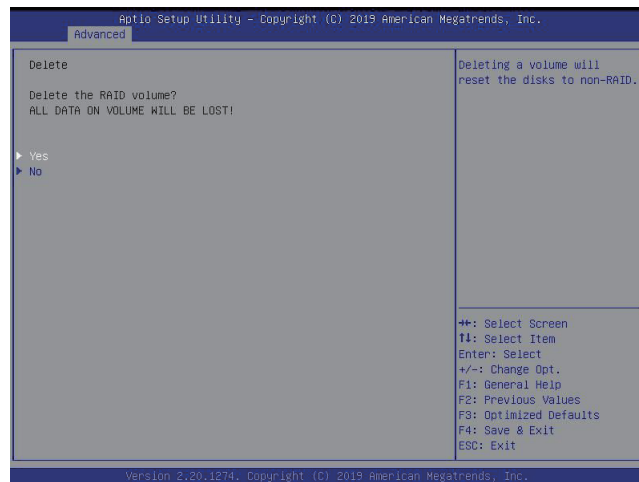 Aptio Setup Utility – Copyright (C) 2019 American Megatrends, Inc.
Advanced
Delete
Delete the RAID volume?
ALL DATA ON VOLUME WILL BE LOST!
Yes
No
Deleting a volume will
reset the disks to non-RAID.
→←: Select Screen
↑↓: Select Item
Enter: Select
+/-: Change Opt.
F1: General Help
F2: Previous Values
F3: Optimized Defaults
F4: Save & Exit
ESC: Exit
Version 2.20.1274. Copyright (C) 2019 American Megatrends, Inc.